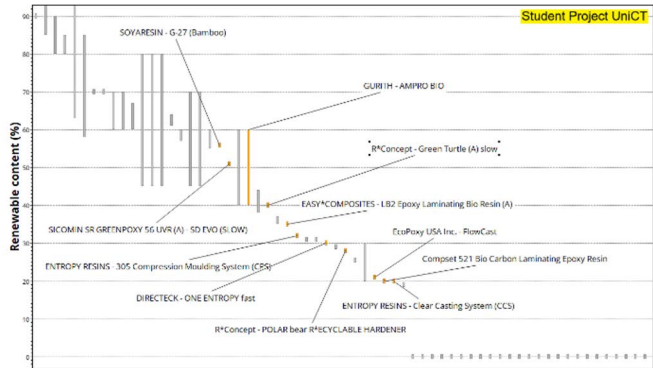 Student Project UniCT
Renewable content (%)
90
80
70
60
50
40
30
20
10
0
SOYARESIN - G-27 (Bamboo)
GURITH - AMPRO BIO
R*Concept - Green Turtle (A) slow
EASY*COMPOSITES - LB2 Epoxy Laminating Bio Resin (A)
SICOMIN SR GREENPOXY 56 UVR (A) - SD EVO (SLOW)
EcoPoxy USA Inc. - FlowCast
ENTROPY RESINS - 305 Compression Moulding System (CPS)
Compset 521 Bio Carbon Laminating Epoxy Resin
DIRECTECK - ONE ENTROPY fast
ENTROPY RESINS - Clear Casting System (CCS)
R*Concept - POLAR bear R*ECYCLABLE HARDENER